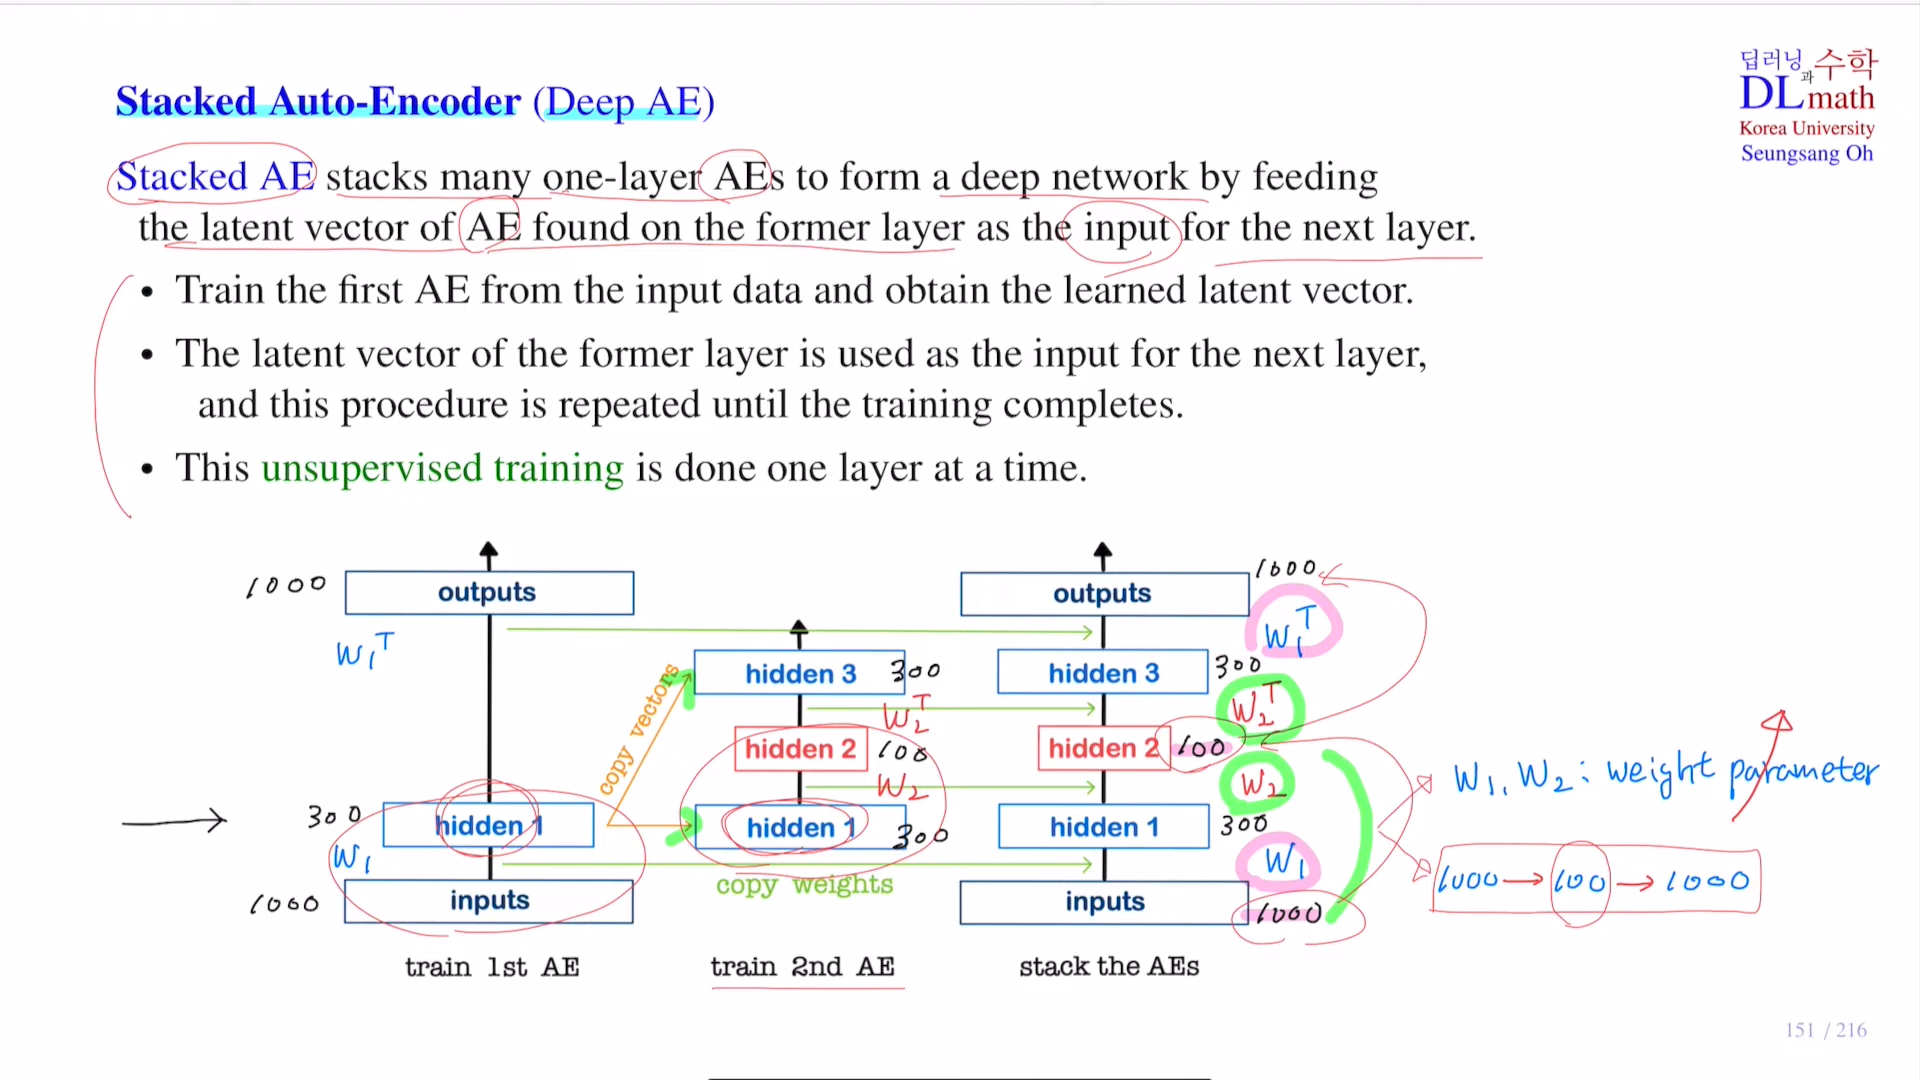 딥러닝과 수학
DL math
Korea University
Seungsang Oh
Stacked Auto-Encoder (Deep AE)
Stacked AE stacks many one-layer AEs to form a deep network by feeding
the latent vector of AE found on the former layer as the input for the next layer.
• Train the first AE from the input data and obtain the learned latent vector.
• The latent vector of the former layer is used as the input for the next layer,
and this procedure is repeated until the training completes.
• This unsupervised training is done one layer at a time.
1000 outputs
W₁ᵀ
300 hidden 1
W₁
1000 inputs
train 1st AE
copy vectors
hidden 3 300
W₂ᵀ
hidden 2 100
W₂
hidden 1 300
copy weights
train 2nd AE
outputs 1000
W₁ᵀ
hidden 3 300
W₂ᵀ
hidden 2 100
W₂
hidden 1 300
W₁
inputs 1000
stack the AEs
W₁, W₂ : weight parameter
1000 → 100 → 1000
151 / 216